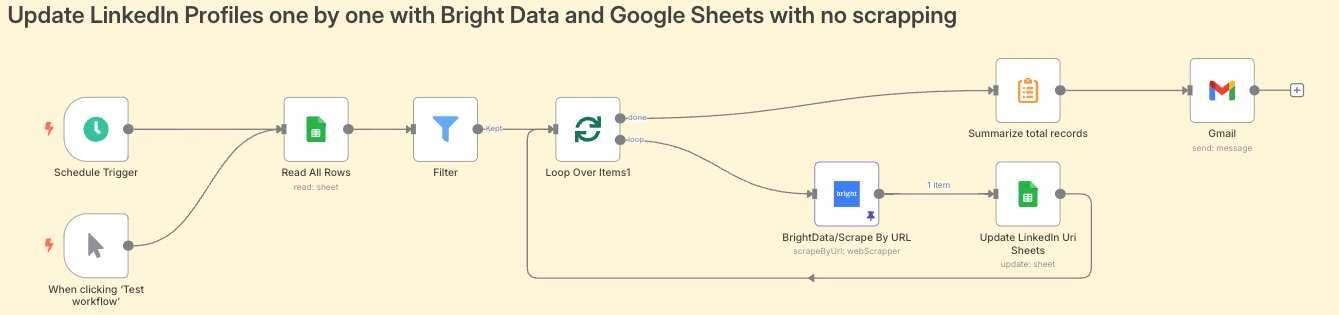 Update LinkedIn Profiles one by one with Bright Data and Google Sheets with no scrapping
Schedule Trigger
When clicking ‘Test
workflow’
Read All Rows
read: sheet
Filter
Kept
Loop Over Items1
done
loop
bright
BrightData/Scrape By URL
scrapeByUrl: webScrapper
1 item
Update LinkedIn Url
Sheets
update: sheet
Summarize total records
Gmail
send: message